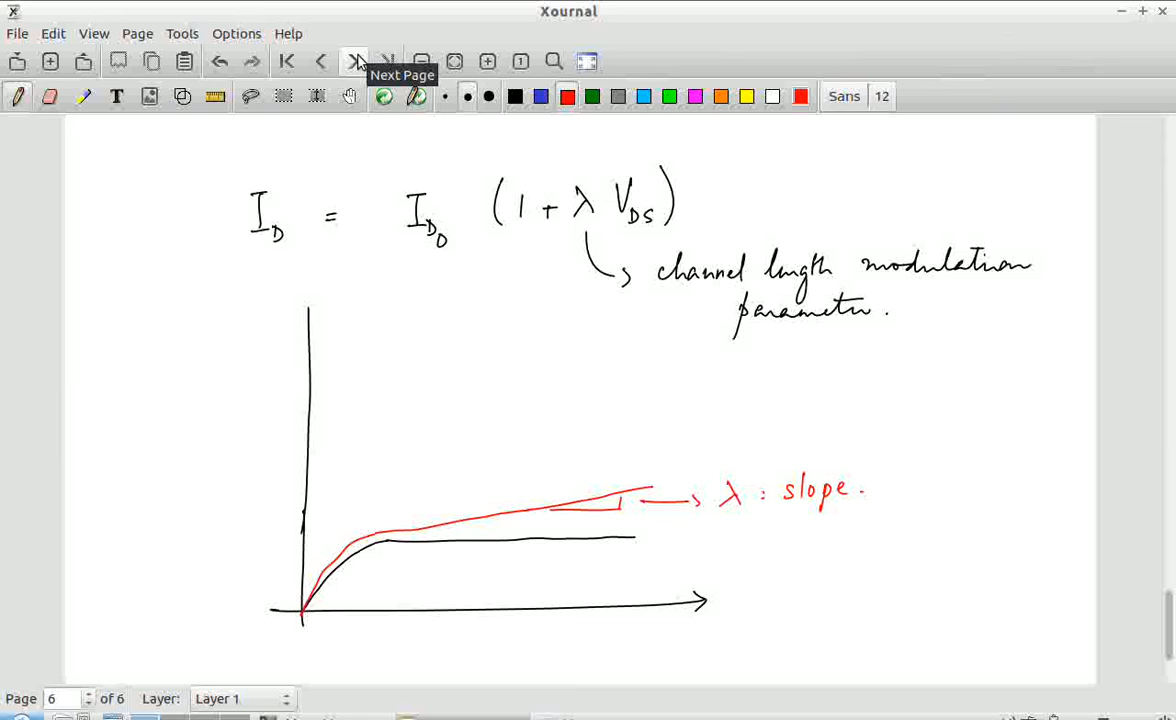 Xournal
File Edit View Page Tools Options Help
Next Page
Sans 12
I_D = I_D0 (1 + λ V_DS)
channel length modulation
parameter.
λ : slope.
Page 6 of 6 Layer: Layer 1